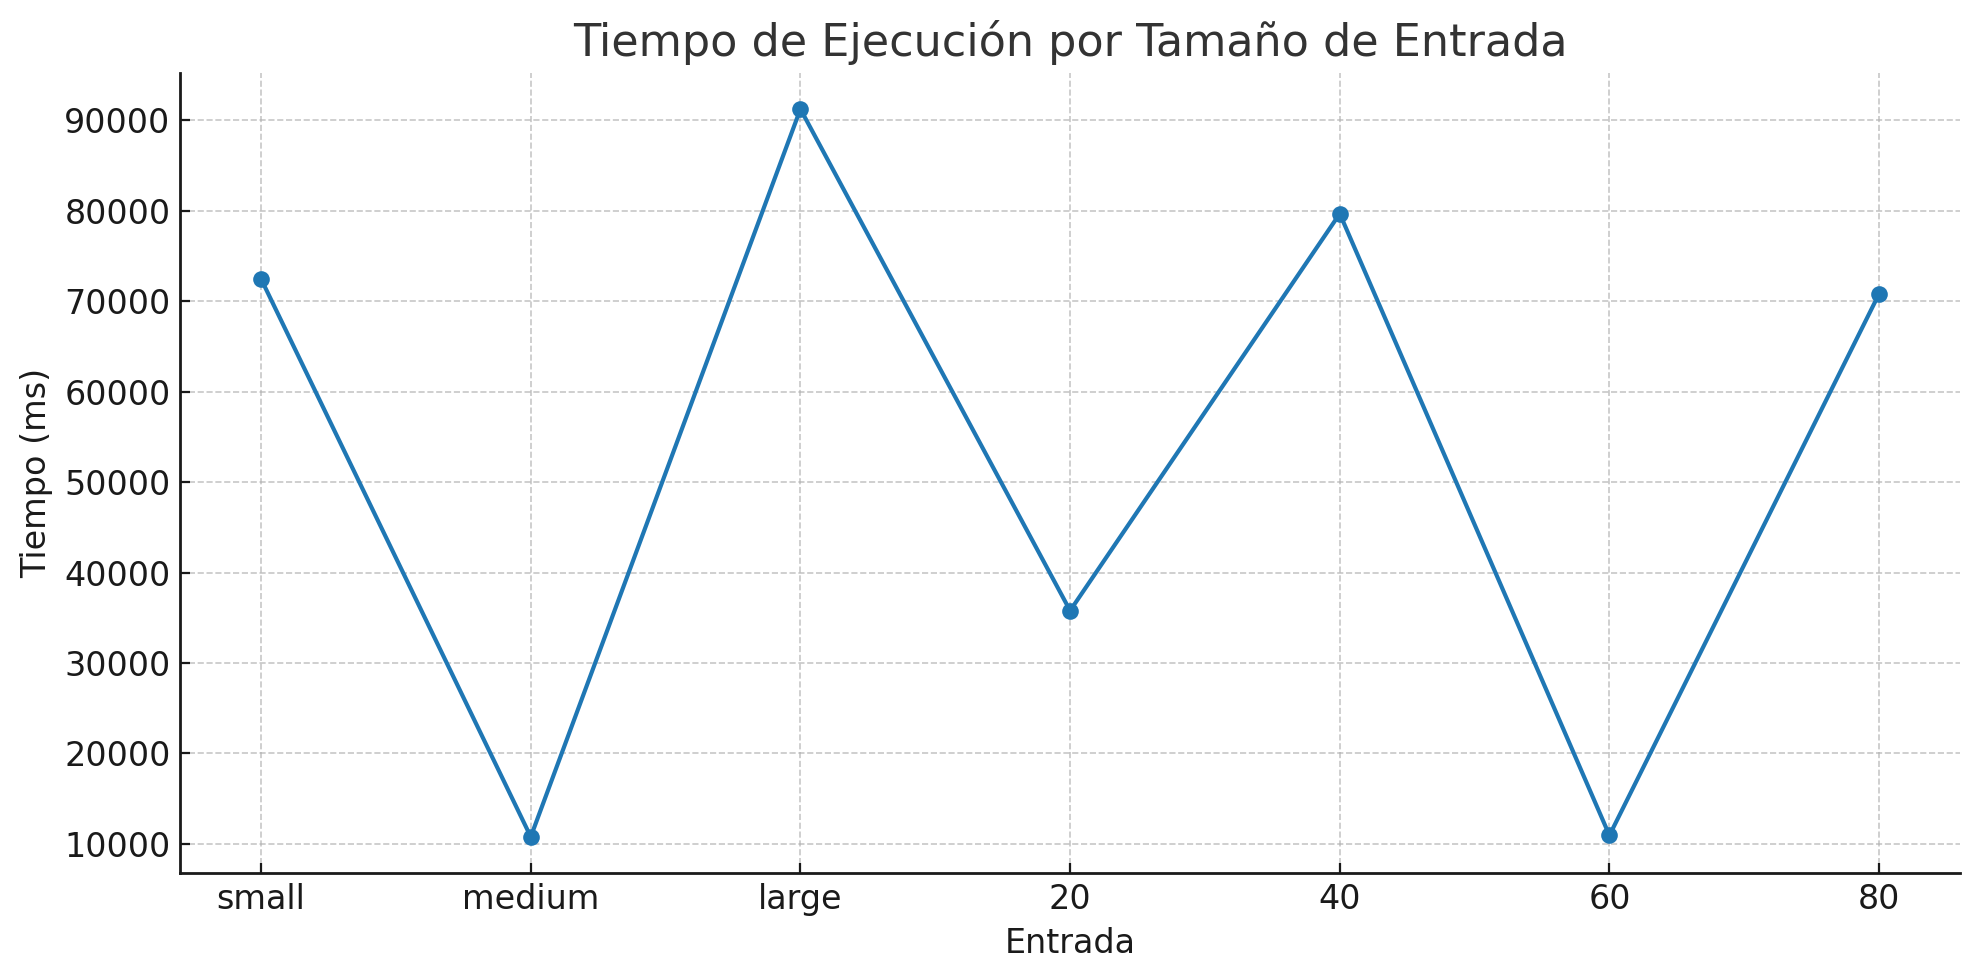 Tiempo de Ejecución por Tamaño de Entrada
Tiempo (ms)
90000
80000
70000
60000
50000
40000
30000
20000
10000
small medium large 20 40 60 80
Entrada